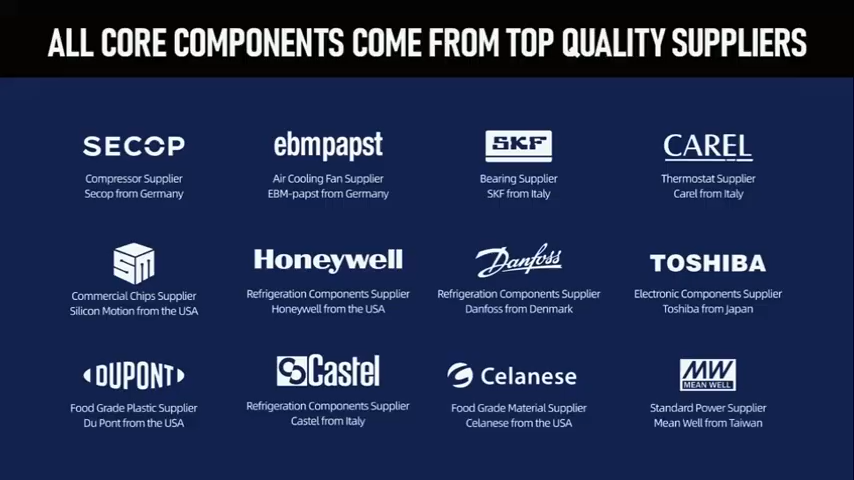 ALL CORE COMPONENTS COME FROM TOP QUALITY SUPPLIERS
SECOP
Compressor Supplier
Secop from Germany
ebmpapst
Air Cooling Fan Supplier
EBM-papst from Germany
SKF
Bearing Supplier
SKF from Italy
CAREL
Thermostat Supplier
Carel from Italy
SM
Commercial Chips Supplier
Silicon Motion from the USA
Honeywell
Refrigeration Components Supplier
Honeywell from the USA
Danfoss
Refrigeration Components Supplier
Danfoss from Denmark
TOSHIBA
Electronic Components Supplier
Toshiba from Japan
DUPONT
Food Grade Plastic Supplier
Du Pont from the USA
Castel
Refrigeration Components Supplier
Castel from Italy
Celanese
Food Grade Material Supplier
Celanese from the USA
MW
MEAN WELL
Standard Power Supplier
Mean Well from Taiwan